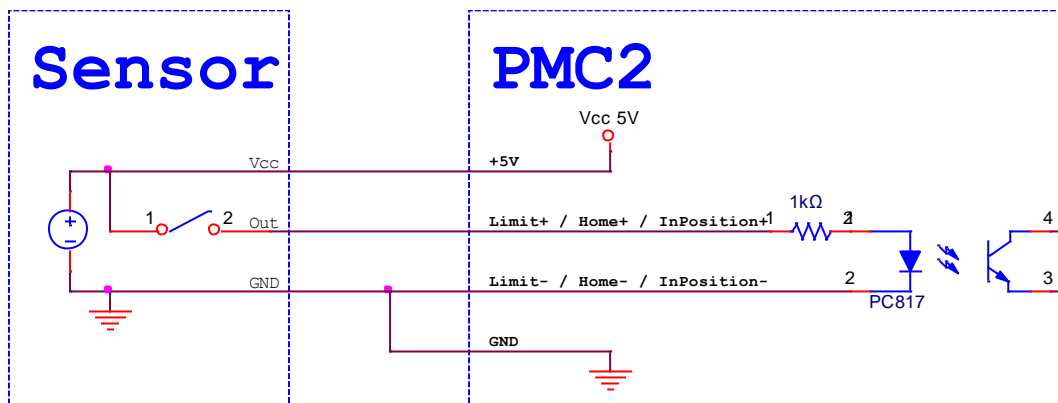 Sensor
PMC2
Vcc 5V
Vcc
+5V
1
2
Out
Limit+ / Home+ / InPosition+
1
1kΩ
2
1
4
GND
Limit- / Home- / InPosition-
2
PC817
3
GND